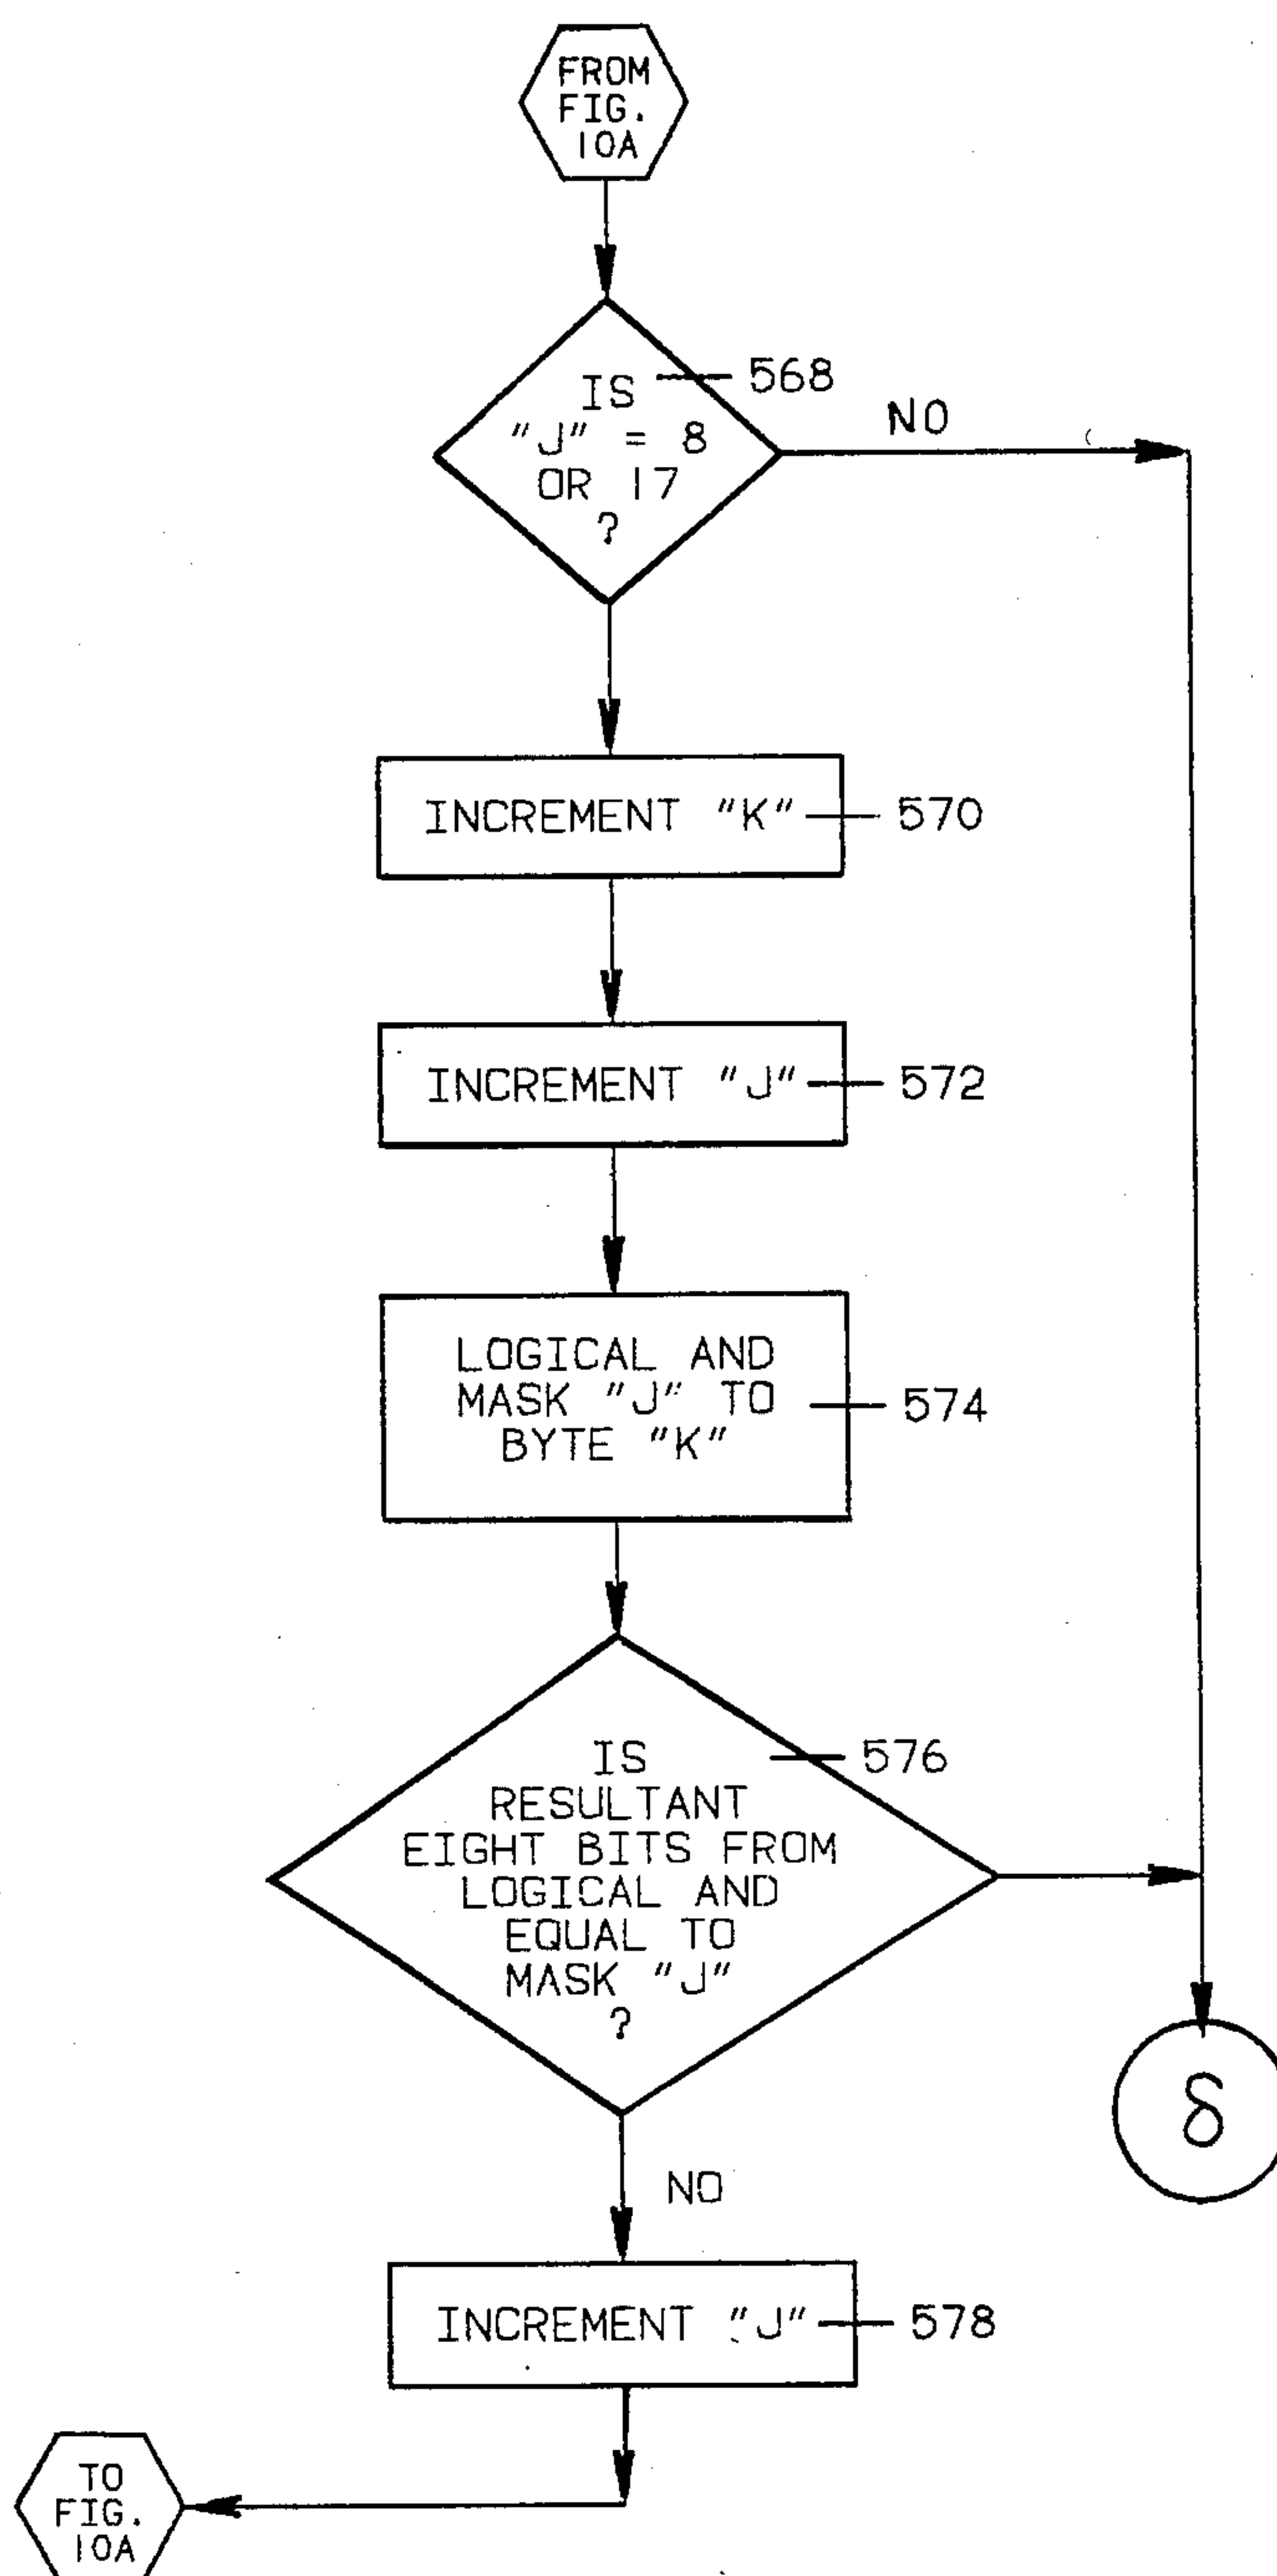 FROM
FIG.
10A
IS
"J" = 8
OR 17
?
568
NO
INCREMENT "K"
570
INCREMENT "J"
572
LOGICAL AND
MASK "J" TO
BYTE "K"
574
IS
RESULTANT
EIGHT BITS FROM
LOGICAL AND
EQUAL TO
MASK "J"
?
576
δ
NO
INCREMENT "J"
578
TO
FIG.
10A